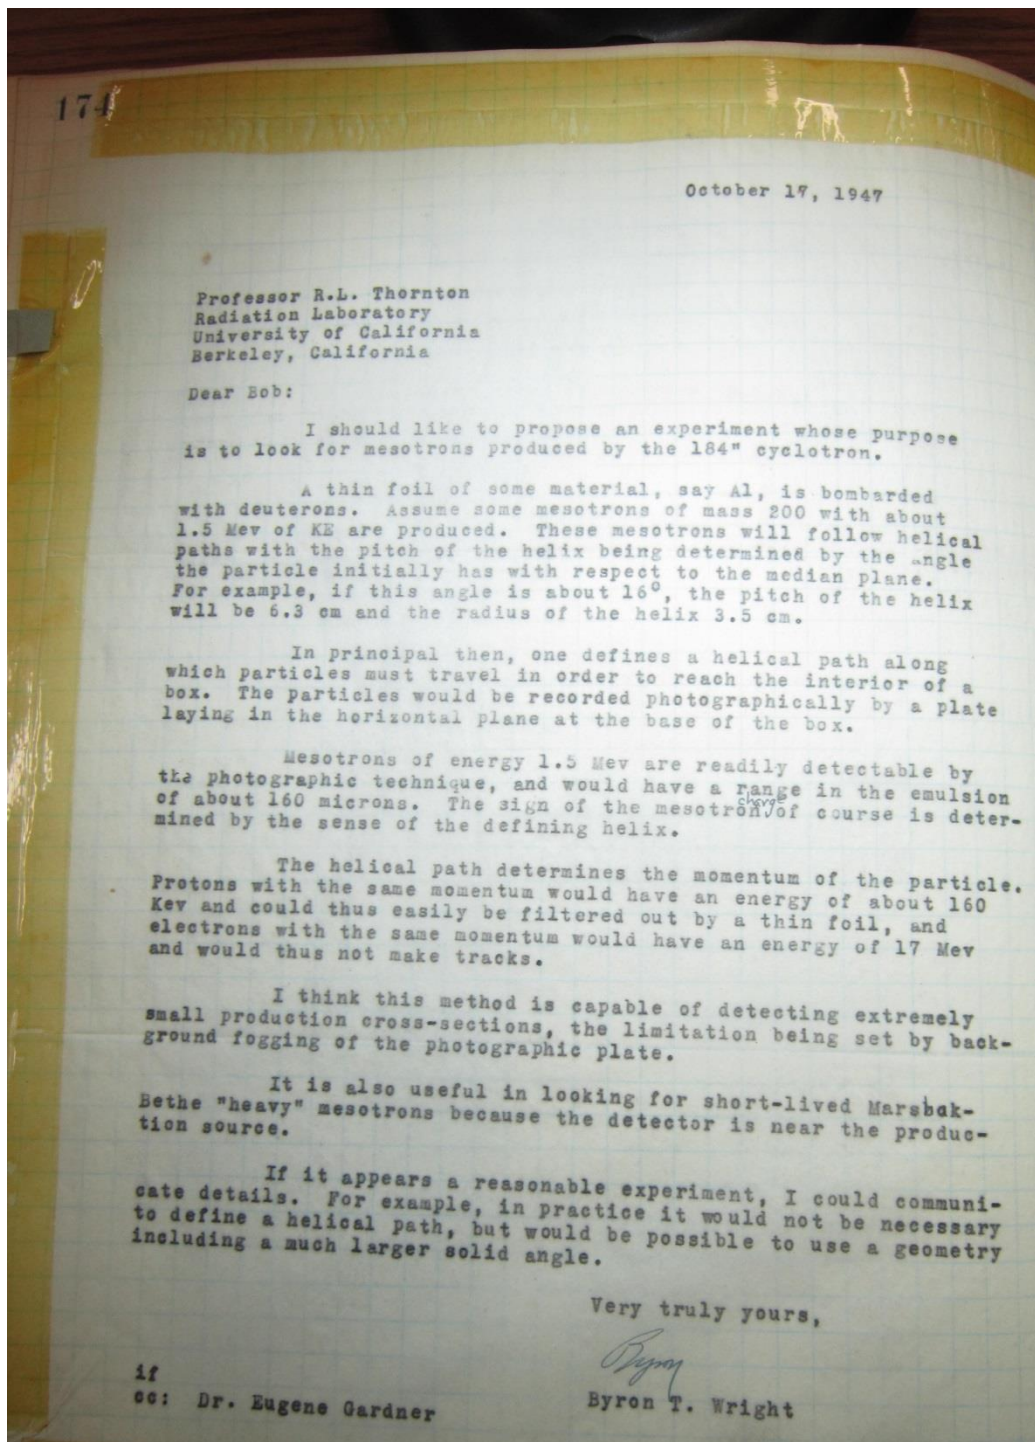 174
October 17, 1947
Professor R.L. Thornton
Radiation Laboratory
University of California
Berkeley, California
Dear Bob:
I should like to propose an experiment whose purpose
is to look for mesotrons produced by the 184" cyclotron.
A thin foil of some material, say Al, is bombarded
with deuterons. Assume some mesotrons of mass 200 with about
1.5 Mev of KE are produced. These mesotrons will follow helical
paths with the pitch of the helix being determined by the angle
the particle initially has with respect to the median plane.
For example, if this angle is about 16°, the pitch of the helix
will be 6.3 cm and the radius of the helix 3.5 cm.
In principal then, one defines a helical path along
which particles must travel in order to reach the interior of a
box. The particles would be recorded photographically by a plate
laying in the horizontal plane at the base of the box.
Mesotrons of energy 1.5 Mev are readily detectable by
the photographic technique, and would have a range in the emulsion
of about 160 microns. The sign of the mesotron charge of course is deter-
mined by the sense of the defining helix.
The helical path determines the momentum of the particle.
Protons with the same momentum would have an energy of about 160
Kev and could thus easily be filtered out by a thin foil, and
electrons with the same momentum would have an energy of 17 Mev
and would thus not make tracks.
I think this method is capable of detecting extremely
small production cross-sections, the limitation being set by back-
ground fogging of the photographic plate.
It is also useful in looking for short-lived Marshak-
Bethe "heavy" mesotrons because the detector is near the produc-
tion source.
If it appears a reasonable experiment, I could communi-
cate details. For example, in practice it would not be necessary
to define a helical path, but would be possible to use a geometry
including a much larger solid angle.
Very truly yours,
Byron
Byron T. Wright
if
cc: Dr. Eugene Gardner